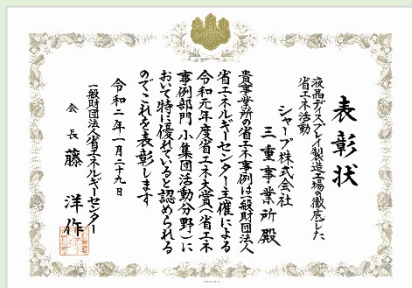 表彰状
液晶ディスプレイ製造工場の徹底した
省エネ活動
シャープ株式会社
三重事業所 殿
貴事業所の省エネ事例は一般財団法人
省エネルギーセンター主催による
令和元年度省エネ大賞(省エネ
事例部門 小集団活動分野)に
おいて特に優れていると認められる
のでこれを表彰します
令和二年一月二十九日
一般財団法人省エネルギーセンター
会長 藤 洋作